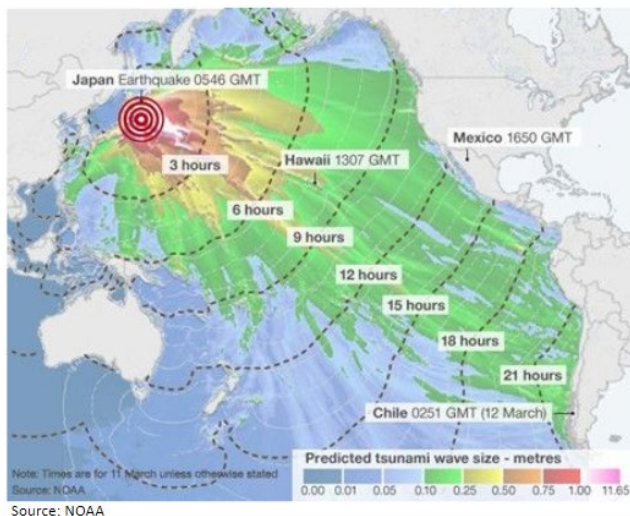 Japan Earthquake 0546 GMT
Mexico 1650 GMT
Hawaii 1307 GMT
3 hours
6 hours
9 hours
12 hours
15 hours
18 hours
21 hours
Chile 0251 GMT (12 March)
Predicted tsunami wave size - metres
0.00 0.01 0.05 0.10 0.25 0.50 0.75 1.00 11.65
Note: Times are for 11 March unless otherwise stated
Source: NOAA
Source: NOAA